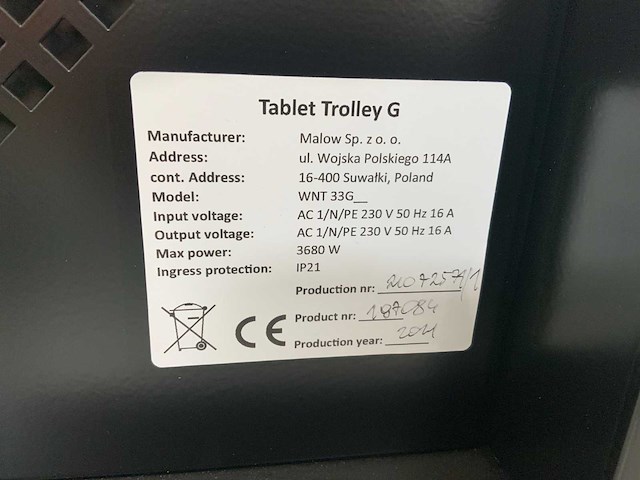 Tablet Trolley G
Manufacturer: Malow Sp. z o. o.
Address: ul. Wojska Polskiego 114A
cont. Address: 16-400 Suwałki, Poland
Model: WNT 33G__
Input voltage: AC 1/N/PE 230 V 50 Hz 16 A
Output voltage: AC 1/N/PE 230 V 50 Hz 16 A
Max power: 3680 W
Ingress protection: IP21
Production nr:
Product nr: 187084
Production year:
CE